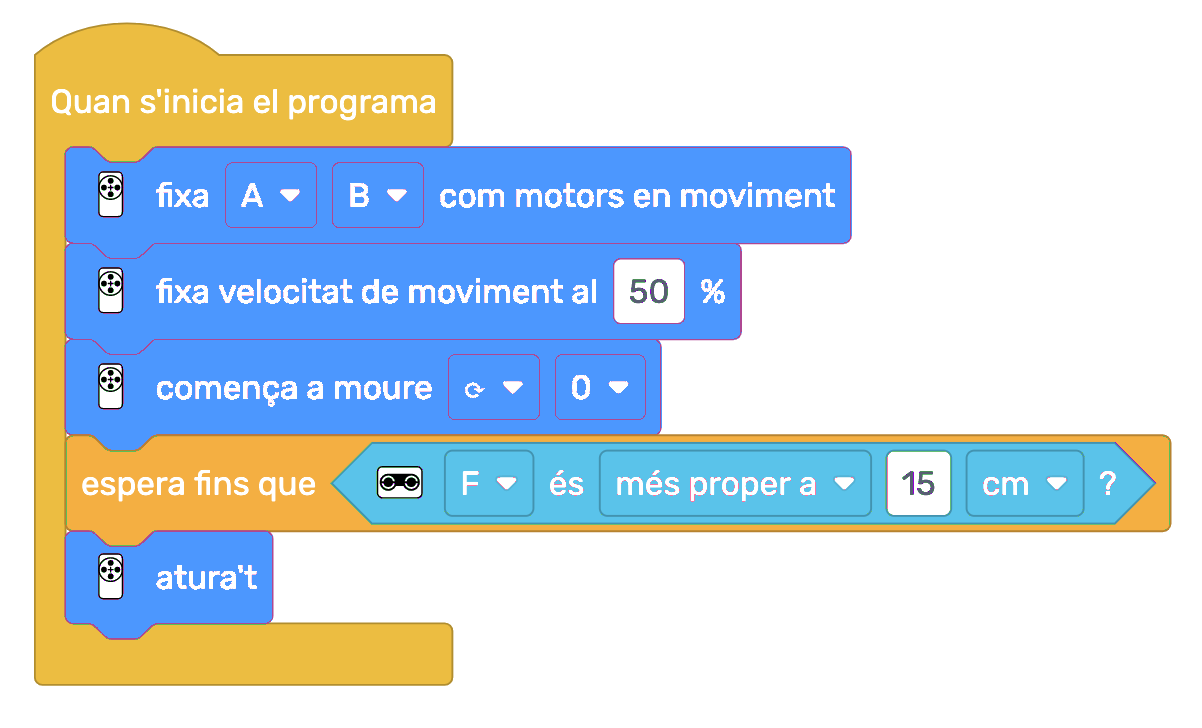 Quan s'inicia el programa
fixa A B com motors en moviment
fixa velocitat de moviment al 50 %
comença a moure ⟳ 0
espera fins que F és més proper a 15 cm ?
atura't